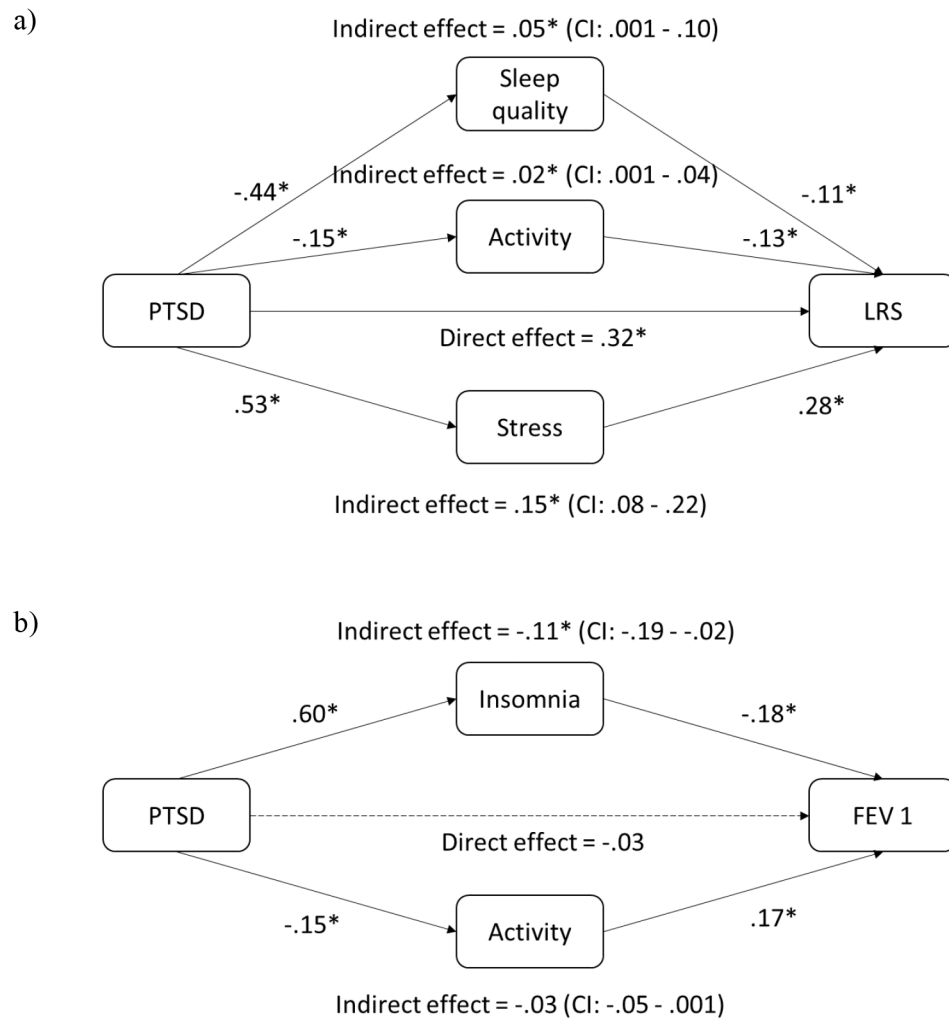 a)
Indirect effect = .05* (CI: .001 - .10)
Sleep
quality
Indirect effect = .02* (CI: .001 - .04)
-.44*
-.11*
-.15*
Activity
-.13*
PTSD
LRS
Direct effect = .32*
.53*
Stress
.28*
Indirect effect = .15* (CI: .08 - .22)
b)
Indirect effect = -.11* (CI: -.19 - -.02)
.60*
Insomnia
-.18*
PTSD
FEV 1
Direct effect = -.03
-.15*
Activity
.17*
Indirect effect = -.03 (CI: -.05 - .001)